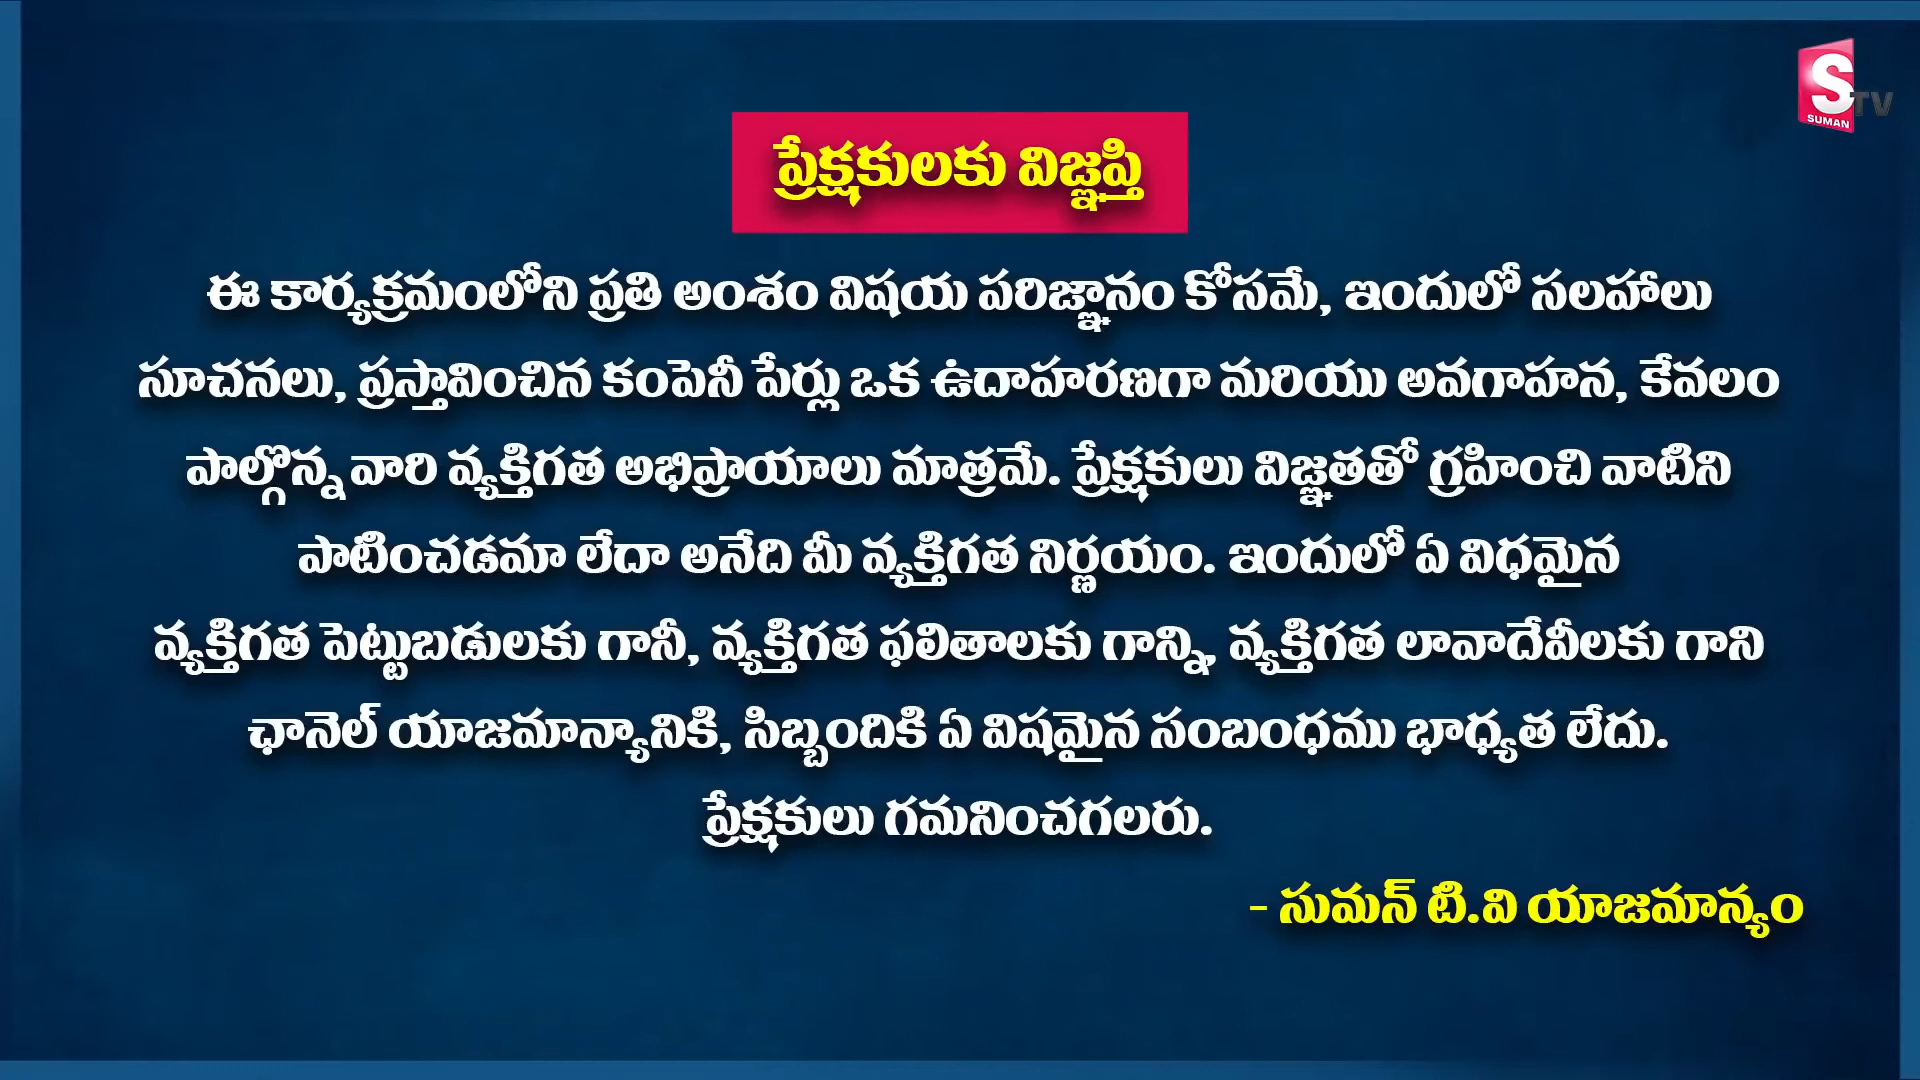 SUMAN TV
ప్రేక్షకులకు విజ్ఞప్తి
ఈ కార్యక్రమంలోని ప్రతి అంశం విషయ పరిజ్ఞానం కోసమే, ఇందులో సలహాలు
సూచనలు, ప్రస్తావించిన కంపెనీ పేర్లు ఒక ఉదాహరణగా మరియు అవగాహన, కేవలం
పాల్గొన్న వారి వ్యక్తిగత అభిప్రాయాలు మాత్రమే. ప్రేక్షకులు విజ్ఞతతో గ్రహించి వాటిని
పాటించడమా లేదా అనేది మీ వ్యక్తిగత నిర్ణయం. ఇందులో ఏ విధమైన
వ్యక్తిగత పెట్టుబడులకు గానీ, వ్యక్తిగత ఫలితాలకు గాన్ని, వ్యక్తిగత లావాదేవీలకు గాని
ఛానెల్ యాజమాన్యానికి, సిబ్బందికి ఏ విషమైన సంబంధము భాధ్యత లేదు.
ప్రేక్షకులు గమనించగలరు.
- సుమన్ టి.వి యాజమాన్యం